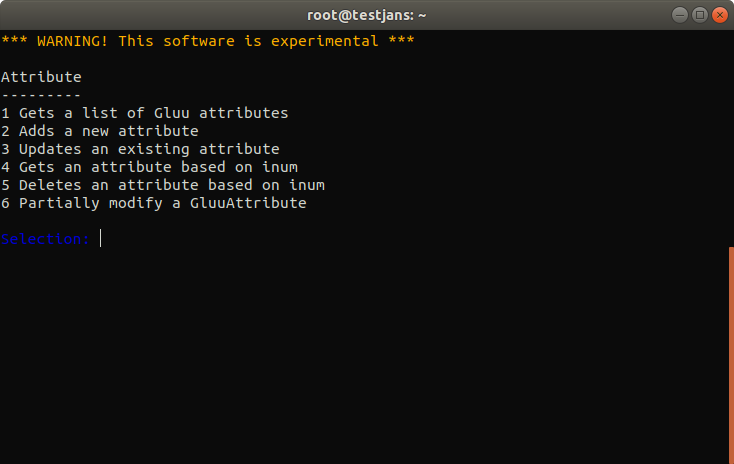 root@testjans: ~
*** WARNING! This software is experimental ***
Attribute
---------
1 Gets a list of Gluu attributes
2 Adds a new attribute
3 Updates an existing attribute
4 Gets an attribute based on inum
5 Deletes an attribute based on inum
6 Partially modify a GluuAttribute
Selection: